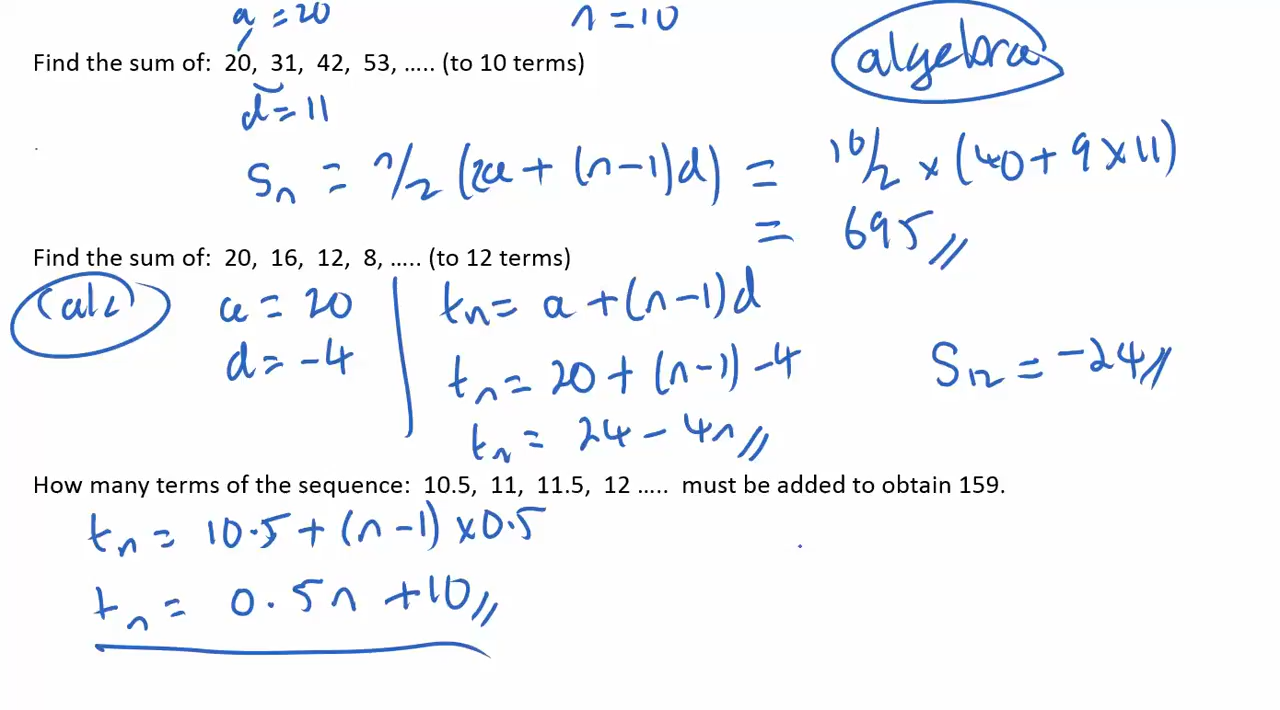 a = 20
n = 10
algebra
Find the sum of: 20, 31, 42, 53, ….. (to 10 terms)
d = 11
Sn = n/2 (2a + (n-1)d) = 10/2 × (40 + 9 × 11)
= 695
Find the sum of: 20, 16, 12, 8, ….. (to 12 terms)
Calc
a = 20
d = -4
tn = a + (n-1)d
tn = 20 + (n-1) -4
tn = 24 - 4n
S12 = -24
How many terms of the sequence: 10.5, 11, 11.5, 12 ….. must be added to obtain 159.
tn = 10.5 + (n-1) × 0.5
tn = 0.5n + 10